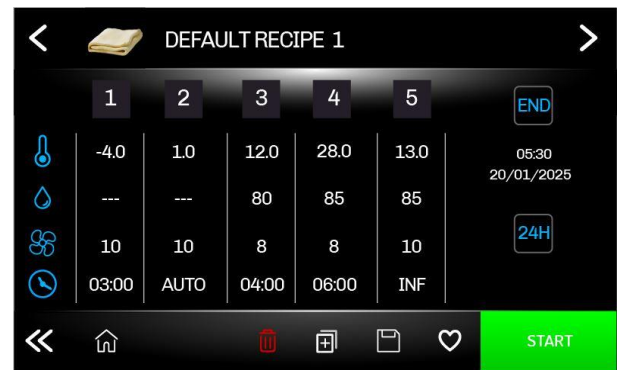 DEFAULT RECIPE 1
1 2 3 4 5
END
-4.0 1.0 12.0 28.0 13.0
05:30
20/01/2025
--- --- 80 85 85
10 10 8 8 10
24H
03:00 AUTO 04:00 06:00 INF
START